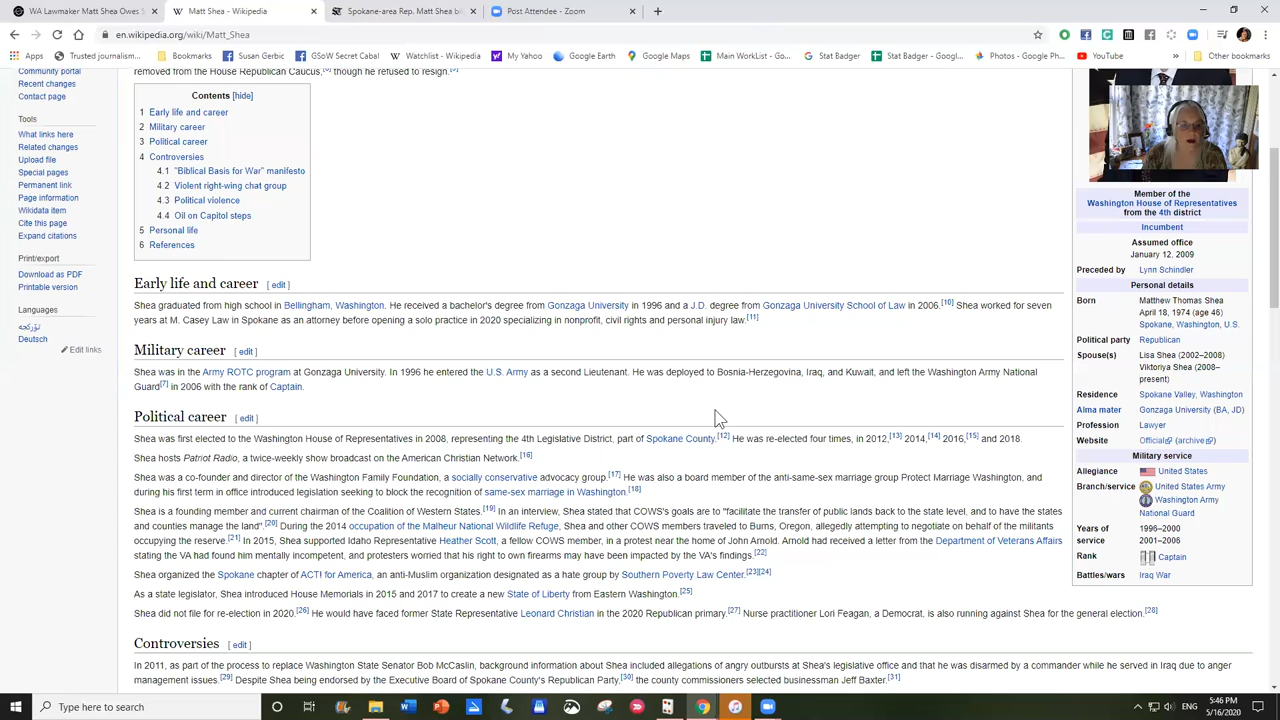 WA Lawmaker Matt Shea Owes S
Matt Shea - Wikipedia
Spokane-area Rep. Matt Shea bil
Post Attendee - Zoom
en.wikipedia.org/wiki/Matt_Shea
Apps
Trusted journalism...
Bookmarks
Susan Gerbic
GSoW Secret Cabal
Watchlist - Wikipedia
My Yahoo
Google Earth
Google Maps
Main WorkList - Go...
Stat Badger
Stat Badger - Googl...
Photos - Google Ph...
YouTube
»
Other bookmarks
Community portal
Recent changes
Contact page
Tools
What links here
Related changes
Upload file
Special pages
Permanent link
Page information
Wikidata item
Cite this page
Expand citations
Print/export
Download as PDF
Printable version
Languages
تۆرکجه
Deutsch
Edit links
removed from the House Republican Caucus, though he refused to resign.
Contents [hide]
1 Early life and career
2 Military career
3 Political career
4 Controversies
4.1 "Biblical Basis for War" manifesto
4.2 Violent right-wing chat group
4.3 Political violence
4.4 Oil on Capitol steps
5 Personal life
6 References
Early life and career [ edit ]
Shea graduated from high school in Bellingham, Washington. He received a bachelor's degree from Gonzaga University in 1996 and a J.D. degree from Gonzaga University School of Law in 2006.[10] Shea worked for seven
years at M. Casey Law in Spokane as an attorney before opening a solo practice in 2020 specializing in nonprofit, civil rights and personal injury law.[11]
Military career [ edit ]
Shea was in the Army ROTC program at Gonzaga University. In 1996 he entered the U.S. Army as a second Lieutenant. He was deployed to Bosnia-Herzegovina, Iraq, and Kuwait, and left the Washington Army National
Guard[7] in 2006 with the rank of Captain.
Political career [ edit ]
Shea was first elected to the Washington House of Representatives in 2008, representing the 4th Legislative District, part of Spokane County.[12] He was re-elected four times, in 2012,[13] 2014,[14] 2016,[15] and 2018.
Shea hosts Patriot Radio, a twice-weekly show broadcast on the American Christian Network.[16]
Shea was a co-founder and director of the Washington Family Foundation, a socially conservative advocacy group.[17] He was also a board member of the anti-same-sex marriage group Protect Marriage Washington, and
during his first term in office introduced legislation seeking to block the recognition of same-sex marriage in Washington.[18]
Shea is a founding member and current chairman of the Coalition of Western States.[19] In an interview, Shea stated that COWS's goals are to "facilitate the transfer of public lands back to the state level, and to have the states
and counties manage the land".[20] During the 2014 occupation of the Malheur National Wildlife Refuge, Shea and other COWS members traveled to Burns, Oregon, allegedly attempting to negotiate on behalf of the militants
occupying the reserve.[21] In 2015, Shea supported Idaho Representative Heather Scott, a fellow COWS member, in a protest near the home of John Arnold. Arnold had received a letter from the Department of Veterans Affairs
stating the VA had found him mentally incompetent, and protesters worried that his right to own firearms may have been impacted by the VA's findings.[22]
Shea organized the Spokane chapter of ACT! for America, an anti-Muslim organization designated as a hate group by Southern Poverty Law Center.[23][24]
As a state legislator, Shea introduced House Memorials in 2015 and 2017 to create a new State of Liberty from Eastern Washington.[25]
Shea did not file for re-election in 2020.[26] He would have faced former State Representative Leonard Christian in the 2020 Republican primary.[27] Nurse practitioner Lori Feagan, a Democrat, is also running against Shea for the general election.[28]
Controversies [ edit ]
In 2011, as part of the process to replace Washington State Senator Bob McCaslin, background information about Shea included allegations of angry outbursts at Shea's legislative office and that he was disarmed by a commander while he served in Iraq due to anger
management issues.[29] Despite Shea being endorsed by the Executive Board of Spokane County's Republican Party,[30] the county commissioners selected businessman Jeff Baxter.[31]
Member of the
Washington House of Representatives
from the 4th district
Incumbent
Assumed office
January 12, 2009
Preceded by Lynn Schindler
Personal details
Born Matthew Thomas Shea
April 18, 1974 (age 46)
Spokane, Washington, U.S.
Political party Republican
Spouse(s) Lisa Shea (2002–2008)
Viktoriya Shea (2008–
present)
Residence Spokane Valley, Washington
Alma mater Gonzaga University (BA, JD)
Profession Lawyer
Website Official (archive)
Military service
Allegiance United States
Branch/service United States Army
Washington Army
National Guard
Years of 1996–2000
service 2001–2006
Rank Captain
Battles/wars Iraq War
Type here to search
ENG
5:46 PM
5/16/2020